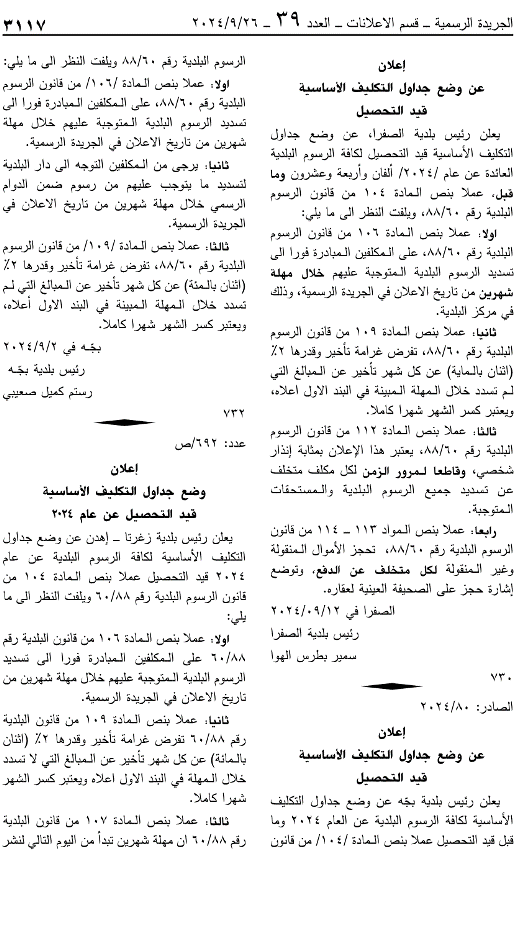 الجريدة الرسمية ــ قسم الاعلانات ــ العدد ٣٩ ــ ٢٠٢٤/٩/٢٦
٣١١٧
إعلان
عن وضع جداول التكليف الأساسية
قيد التحصيل
يعلن رئيس بلدية الصفرا، عن وضع جداول
التكليف الأساسية قيد التحصيل لكافة الرسوم البلدية
العائدة عن عام /٢٠٢٤/ ألفان وأربعة وعشرون وما
قبل، عملا بنص المادة ١٠٤ من قانون الرسوم
البلدية رقم ٨٨/٦٠، ويلفت النظر الى ما يلي:
اولا: عملا بنص المادة ١٠٦ من قانون الرسوم
البلدية رقم ٨٨/٦٠، على المكلفين المبادرة فورا الى
تسديد الرسوم البلدية المتوجبة عليهم خلال مهلة
شهرين من تاريخ الاعلان في الجريدة الرسمية، وذلك
في مركز البلدية.
ثانيا: عملا بنص المادة ١٠٩ من قانون الرسوم
البلدية رقم ٨٨/٦٠، تفرض غرامة تأخير وقدرها ٢٪
(اثنان بالماية) عن كل شهر تأخير عن المبالغ التي
لم تسدد خلال المهلة المبينة في البند الاول اعلاه،
ويعتبر كسر الشهر شهرا كاملا.
ثالثا: عملا بنص المادة ١١٢ من قانون الرسوم
البلدية رقم ٨٨/٦٠، يعتبر هذا الإعلان بمثابة إنذار
شخصي، وقاطعا لمرور الزمن لكل مكلف متخلف
عن تسديد جميع الرسوم البلدية والمستحقات
المتوجبة.
رابعا: عملا بنص المواد ١١٣ ــ ١١٤ من قانون
الرسوم البلدية رقم ٨٨/٦٠، تحجز الأموال المنقولة
وغير المنقولة لكل متخلف عن الدفع، وتوضع
إشارة حجز على الصحيفة العينية لعقاره.
الصفرا في ٢٠٢٤/٠٩/١٢
رئيس بلدية الصفرا
سمير بطرس الهوا
٧٣٠
الصادر: ٢٠٢٤/٨٠
إعلان
عن وضع جداول التكليف الأساسية
قيد التحصيل
يعلن رئيس بلدية بجّه عن وضع جداول التكليف
الأساسية لكافة الرسوم البلدية عن العام ٢٠٢٤ وما
قبل قيد التحصيل عملا بنص المادة /١٠٤/ من قانون
الرسوم البلدية رقم ٨٨/٦٠ ويلفت النظر الى ما يلي:
اولا: عملا بنص المادة /١٠٦/ من قانون الرسوم
البلدية رقم ٨٨/٦٠، على المكلفين المبادرة فورا الى
تسديد الرسوم البلدية المتوجبة عليهم خلال مهلة
شهرين من تاريخ الاعلان في الجريدة الرسمية.
ثانيا: يرجى من المكلفين التوجه الى دار البلدية
لتسديد ما يتوجب عليهم من رسوم ضمن الدوام
الرسمي خلال مهلة شهرين من تاريخ الاعلان في
الجريدة الرسمية.
ثالثا: عملا بنص المادة /١٠٩/ من قانون الرسوم
البلدية رقم ٨٨/٦٠، تفرض غرامة تأخير وقدرها ٢٪
(اثنان بالمئة) عن كل شهر تأخير عن المبالغ التي لم
تسدد خلال المهلة المبينة في البند الاول أعلاه،
ويعتبر كسر الشهر شهرا كاملا.
بجّه في ٢٠٢٤/٩/٢
رئيس بلدية بجّه
رستم كميل صعيبي
٧٣٢
عدد: ٦٩٢/ص
إعلان
وضع جداول التكليف الأساسية
قيد التحصيل عن عام ٢٠٢٤
يعلن رئيس بلدية زغرتا ــ إهدن عن وضع جداول
التكليف الأساسية لكافة الرسوم البلدية عن عام
٢٠٢٤ قيد التحصيل عملا بنص المادة ١٠٤ من
قانون الرسوم البلدية رقم ٦٠/٨٨ ويلفت النظر الى ما
يلي:
اولا: عملا بنص المادة ١٠٦ من قانون البلدية رقم
٦٠/٨٨ على المكلفين المبادرة فورا الى تسديد
الرسوم البلدية المتوجبة عليهم خلال مهلة شهرين من
تاريخ الاعلان في الجريدة الرسمية.
ثانيا: عملا بنص المادة ١٠٩ من قانون البلدية
رقم ٦٠/٨٨ تفرض غرامة تأخير وقدرها ٢٪ (اثنان
بالمائة) عن كل شهر تأخير عن المبالغ التي لا تسدد
خلال المهلة في البند الاول اعلاه ويعتبر كسر الشهر
شهرا كاملا.
ثالثا: عملا بنص المادة ١٠٧ من قانون البلدية
رقم ٦٠/٨٨ ان مهلة شهرين تبدأ من اليوم التالي لنشر